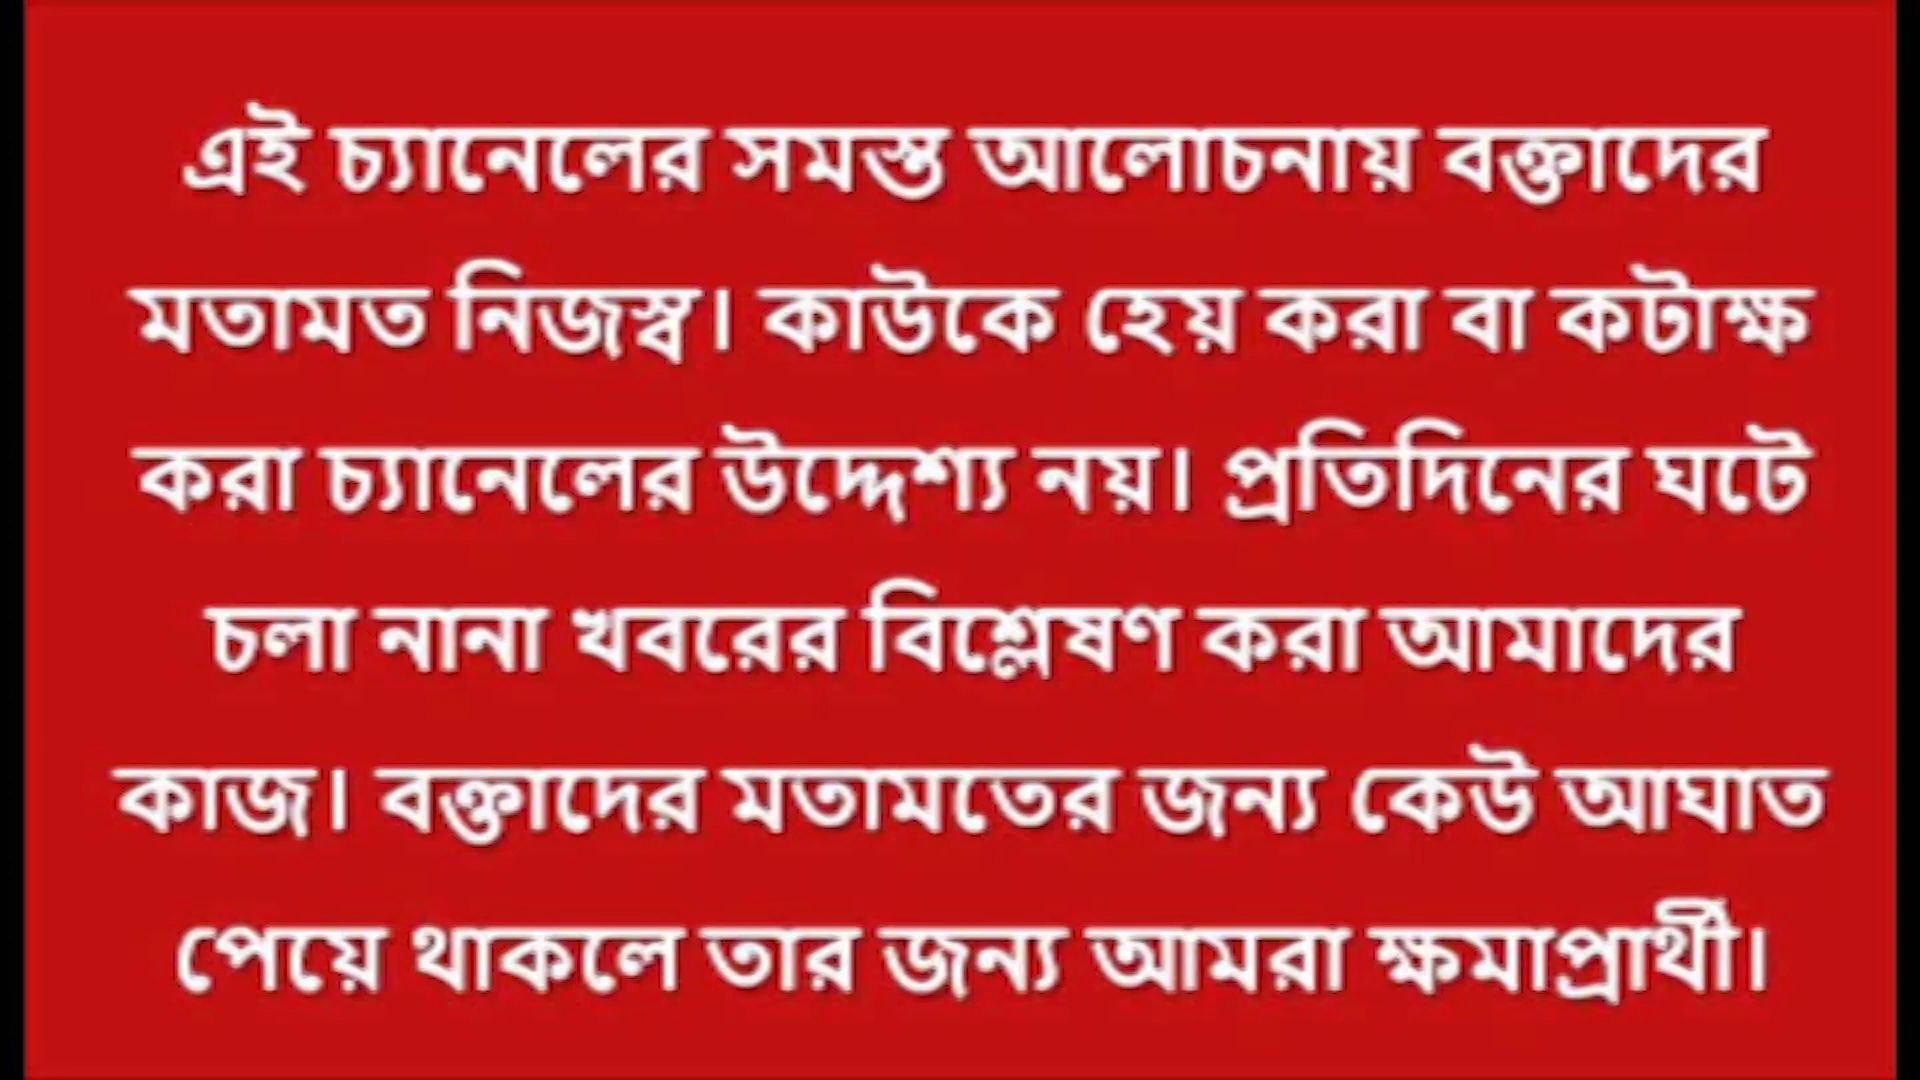 এই চ্যানেলের সমস্ত আলোচনায় বক্তাদের
মতামত নিজস্ব। কাউকে হেয় করা বা কটাক্ষ
করা চ্যানেলের উদ্দেশ্য নয়। প্রতিদিনের ঘটে
চলা নানা খবরের বিশ্লেষণ করা আমাদের
কাজ। বক্তাদের মতামতের জন্য কেউ আঘাত
পেয়ে থাকলে তার জন্য আমরা ক্ষমাপ্রার্থী।